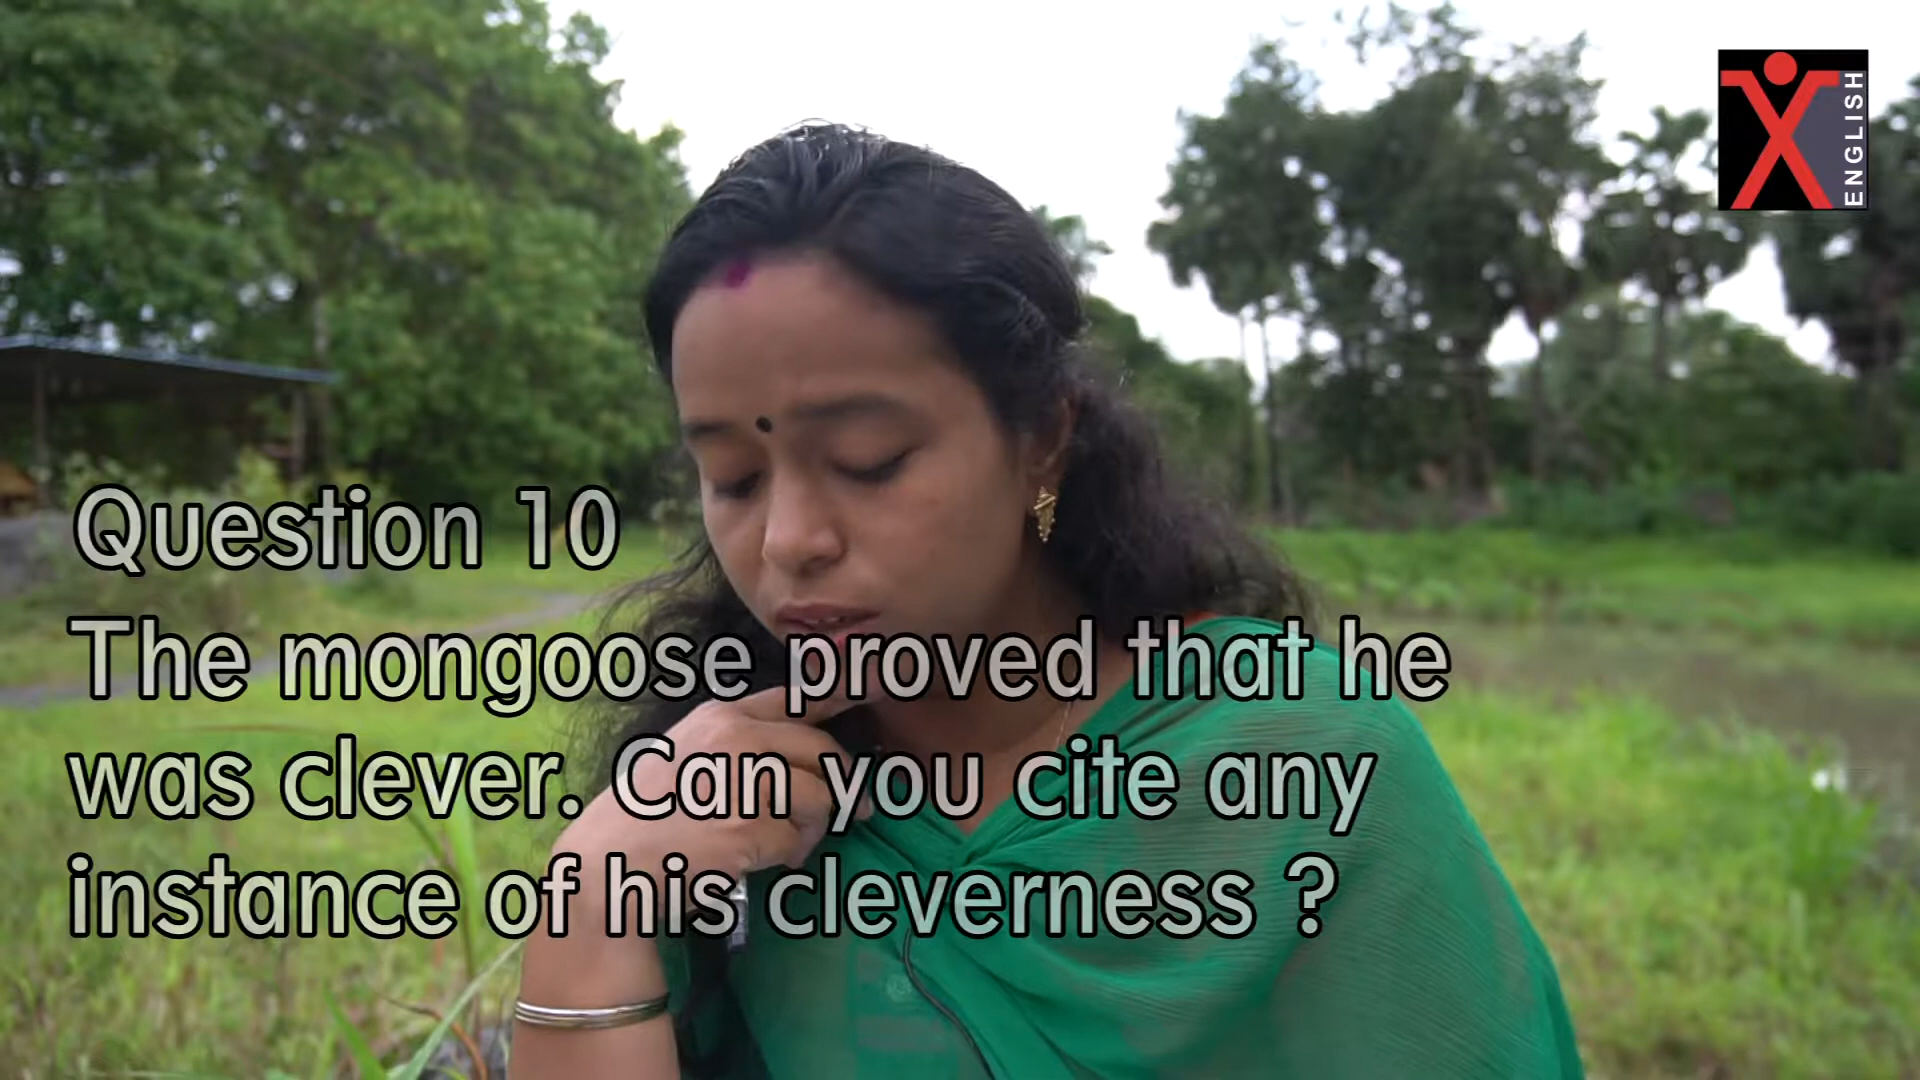 ENGLISH
Question 10
The mongoose proved that he
was clever. Can you cite any
instance of his cleverness ?